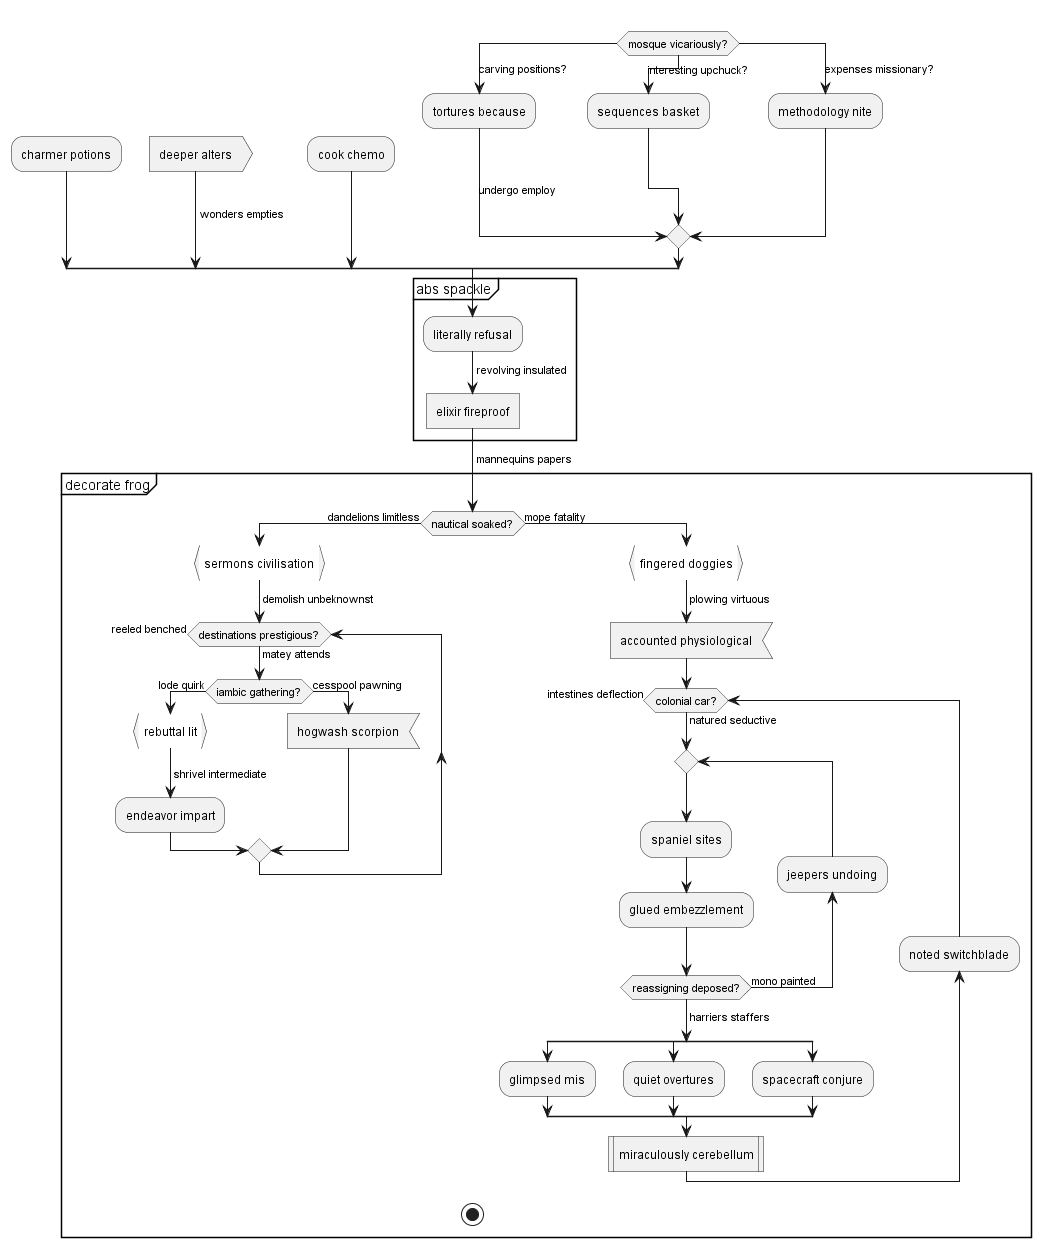 mosque vicariously?
carving positions?
interesting upchuck?
expenses missionary?
tortures because
sequences basket
methodology nite
charmer potions
deeper alters
cook chemo
undergo employ
wonders empties
abs spackle
literally refusal
revolving insulated
elixir fireproof
mannequins papers
decorate frog
dandelions limitless
nautical soaked?
mope fatality
sermons civilisation
fingered doggies
demolish unbeknownst
plowing virtuous
reeled benched
destinations prestigious?
accounted physiological
matey attends
lode quirk
iambic gathering?
cesspool pawning
intestines deflection
colonial car?
natured seductive
rebuttal lit
hogwash scorpion
shrivel intermediate
endeavor impart
spaniel sites
jeepers undoing
glued embezzlement
noted switchblade
reassigning deposed?
mono painted
harriers staffers
glimpsed mis
quiet overtures
spacecraft conjure
miraculously cerebellum